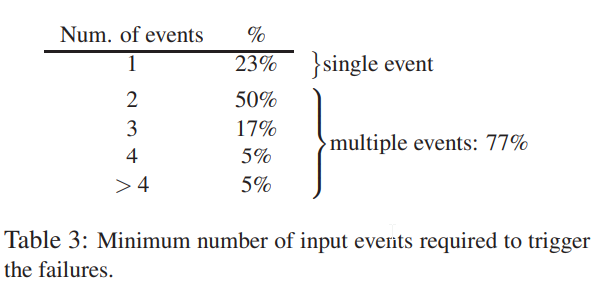 Num. of events %
1 23% }single event
2 50%
3 17%
multiple events: 77%
4 5%
> 4 5%
Table 3: Minimum number of input events required to trigger
the failures.